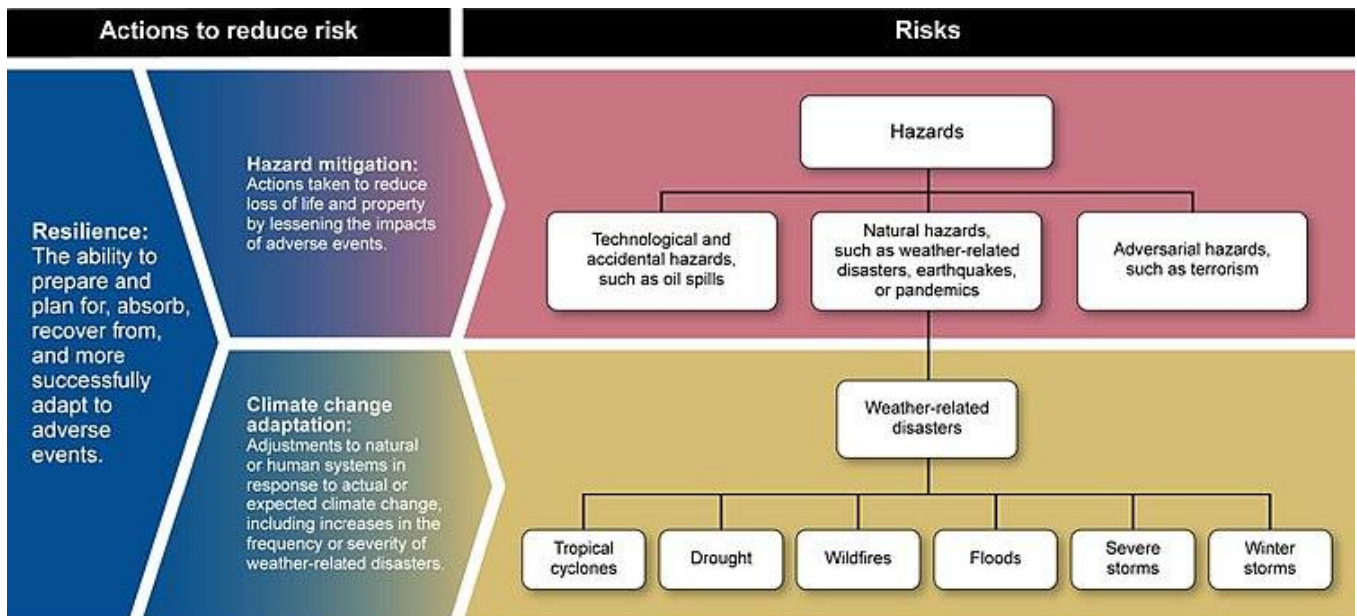 Actions to reduce risk
Risks
Resilience:
The ability to
prepare and
plan for, absorb,
recover from,
and more
successfully
adapt to
adverse
events.
Hazard mitigation:
Actions taken to reduce
loss of life and property
by lessening the impacts
of adverse events.
Climate change
adaptation:
Adjustments to natural
or human systems in
response to actual or
expected climate change,
including increases in the
frequency or severity of
weather-related disasters.
Hazards
Technological and
accidental hazards,
such as oil spills
Natural hazards,
such as weather-related
disasters, earthquakes,
or pandemics
Adversarial hazards,
such as terrorism
Weather-related
disasters
Tropical
cyclones
Drought
Wildfires
Floods
Severe
storms
Winter
storms